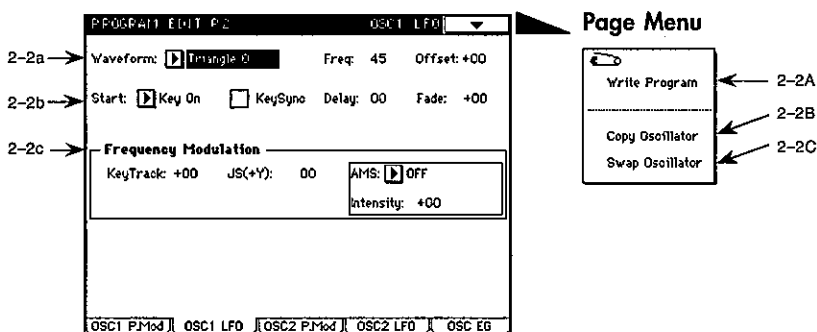 PROGRAM EDIT P2 OSC1 LFO
Page Menu
2-2a Waveform: Triangle 0 Freq: 45 Offset: +00
2-2b Start: Key On KeySync Delay: 00 Fade: +00
2-2c Frequency Modulation
KeyTrack: +00 JS(+Y): 00 AMS: OFF
Intensity: +00
OSC1 P.Mod OSC1 LFO OSC2 P.Mod OSC2 LFO OSC EG
Write Program 2-2A
Copy Oscillator 2-2B
Swap Oscillator 2-2C